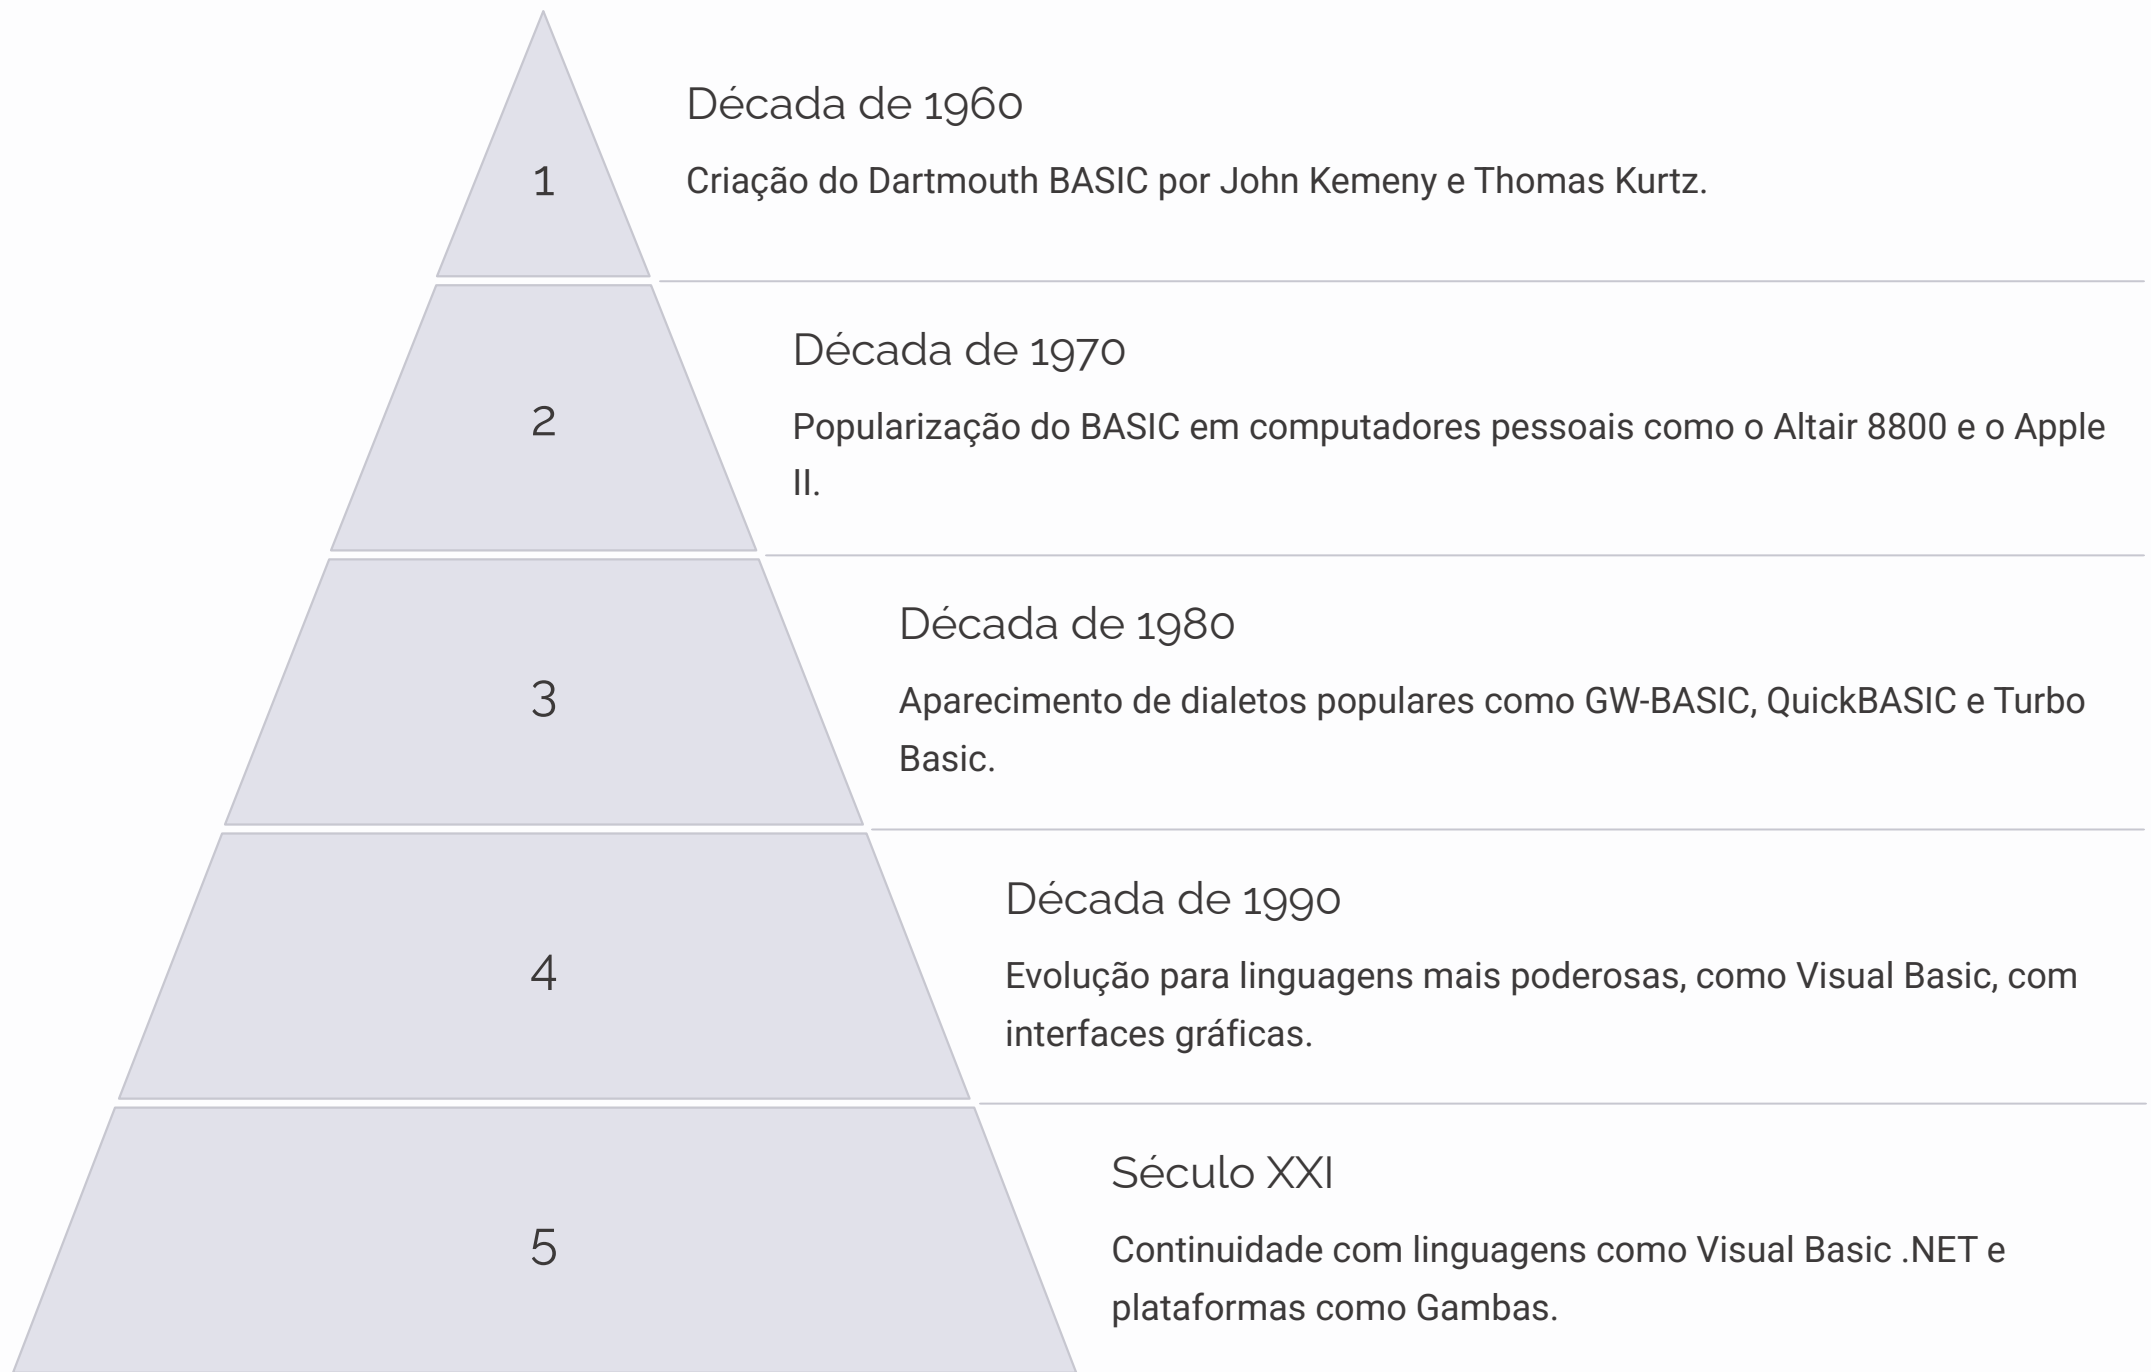 Década de 1960
1
Criação do Dartmouth BASIC por John Kemeny e Thomas Kurtz.
Década de 1970
2
Popularização do BASIC em computadores pessoais como o Altair 8800 e o Apple
II.
Década de 1980
3
Aparecimento de dialetos populares como GW-BASIC, QuickBASIC e Turbo
Basic.
Década de 1990
4
Evolução para linguagens mais poderosas, como Visual Basic, com
interfaces gráficas.
Século XXI
5
Continuidade com linguagens como Visual Basic .NET e
plataformas como Gambas.